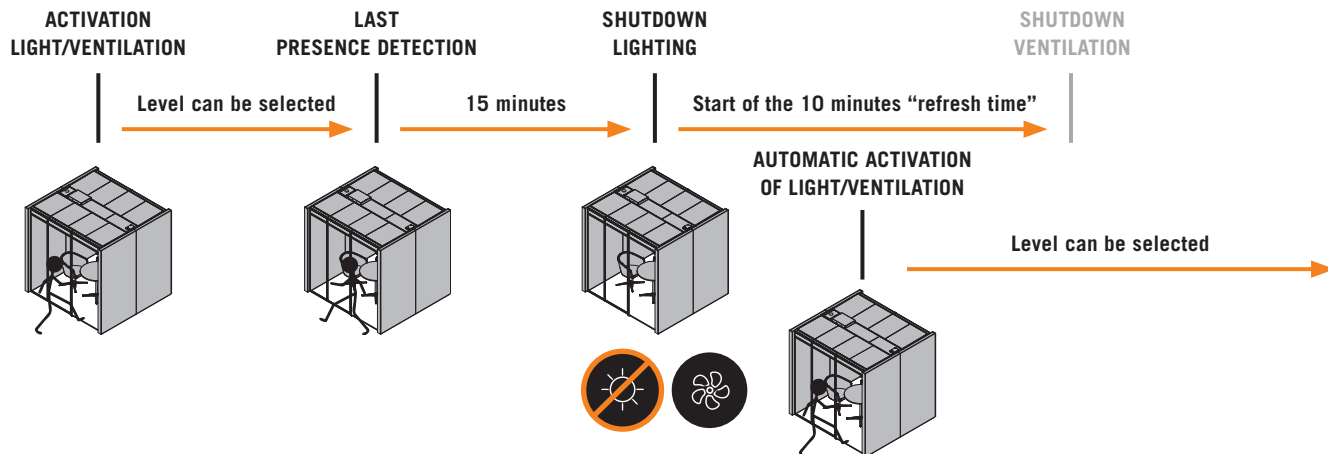 ACTIVATION
LIGHT/VENTILATION
LAST
PRESENCE DETECTION
SHUTDOWN
LIGHTING
SHUTDOWN
VENTILATION
Level can be selected
15 minutes
Start of the 10 minutes “refresh time”
AUTOMATIC ACTIVATION
OF LIGHT/VENTILATION
Level can be selected